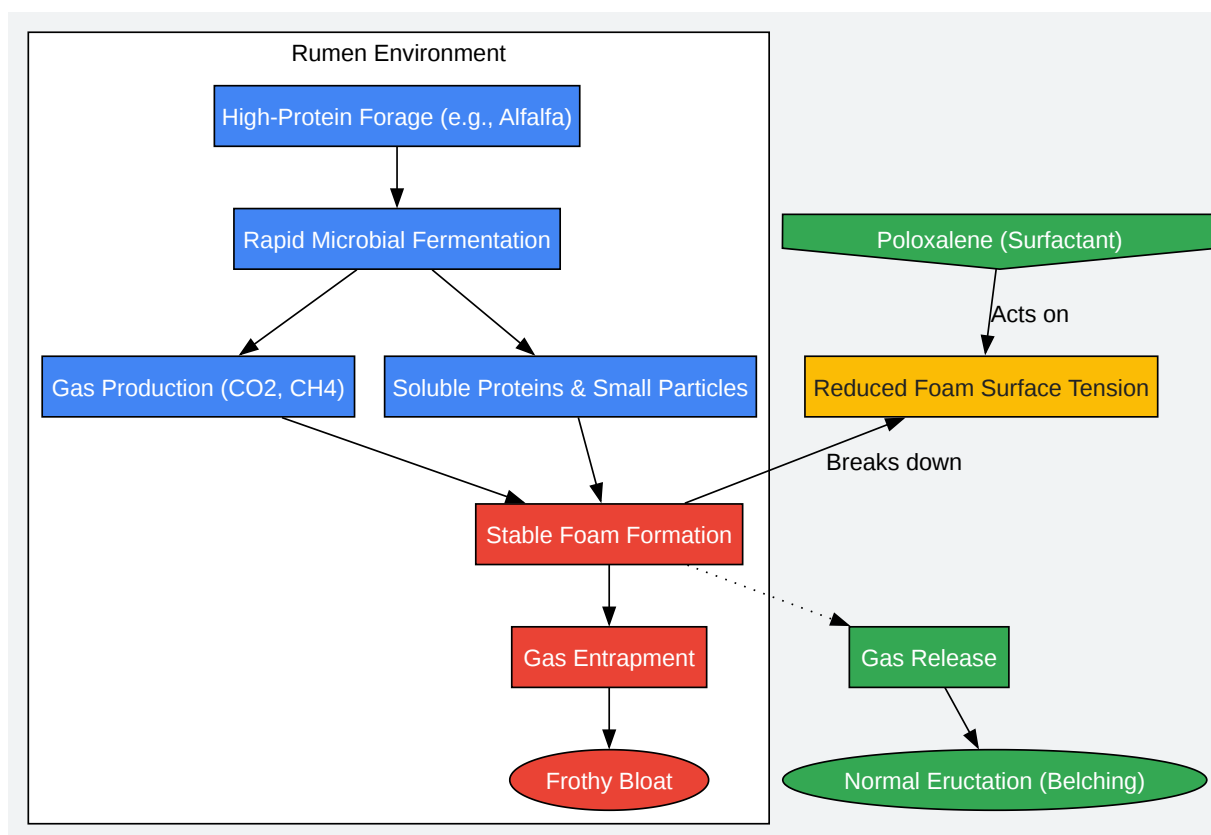 Rumen Environment
High-Protein Forage (e.g., Alfalfa)
Rapid Microbial Fermentation
Poloxalene (Surfactant)
Acts on
Gas Production (CO2, CH4)
Soluble Proteins & Small Particles
Reduced Foam Surface Tension
Breaks down
Stable Foam Formation
Gas Entrapment
Gas Release
Frothy Bloat
Normal Eructation (Belching)